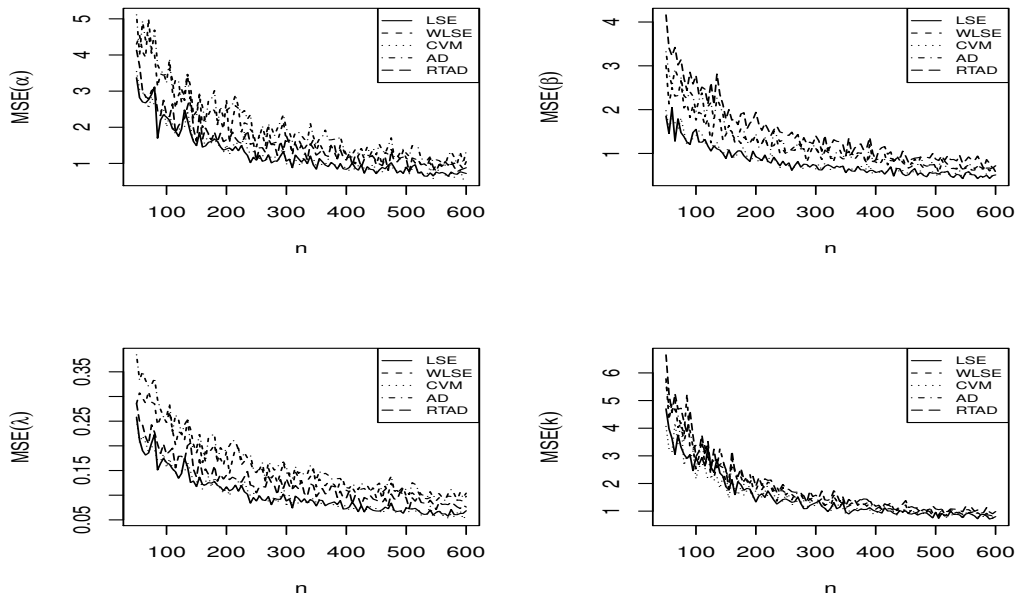 MSE(α)
5
4
3
2
1
100 200 300 400 500 600
n
LSE
WLSE
CVM
AD
RTAD
MSE(β)
4
3
2
1
100 200 300 400 500 600
n
LSE
WLSE
CVM
AD
RTAD
MSE(λ)
0.35
0.25
0.15
0.05
100 200 300 400 500 600
n
LSE
WLSE
CVM
AD
RTAD
MSE(k)
6
5
4
3
2
1
100 200 300 400 500 600
n
LSE
WLSE
CVM
AD
RTAD